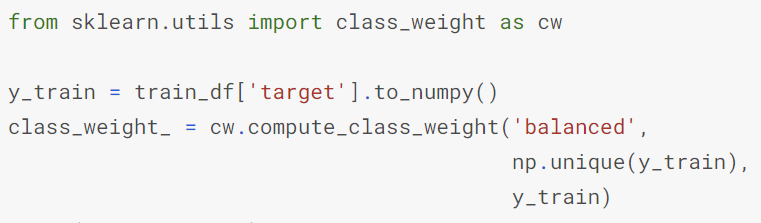 from sklearn.utils import class_weight as cw
y_train = train_df['target'].to_numpy()
class_weight_ = cw.compute_class_weight('balanced',
np.unique(y_train),
y_train)